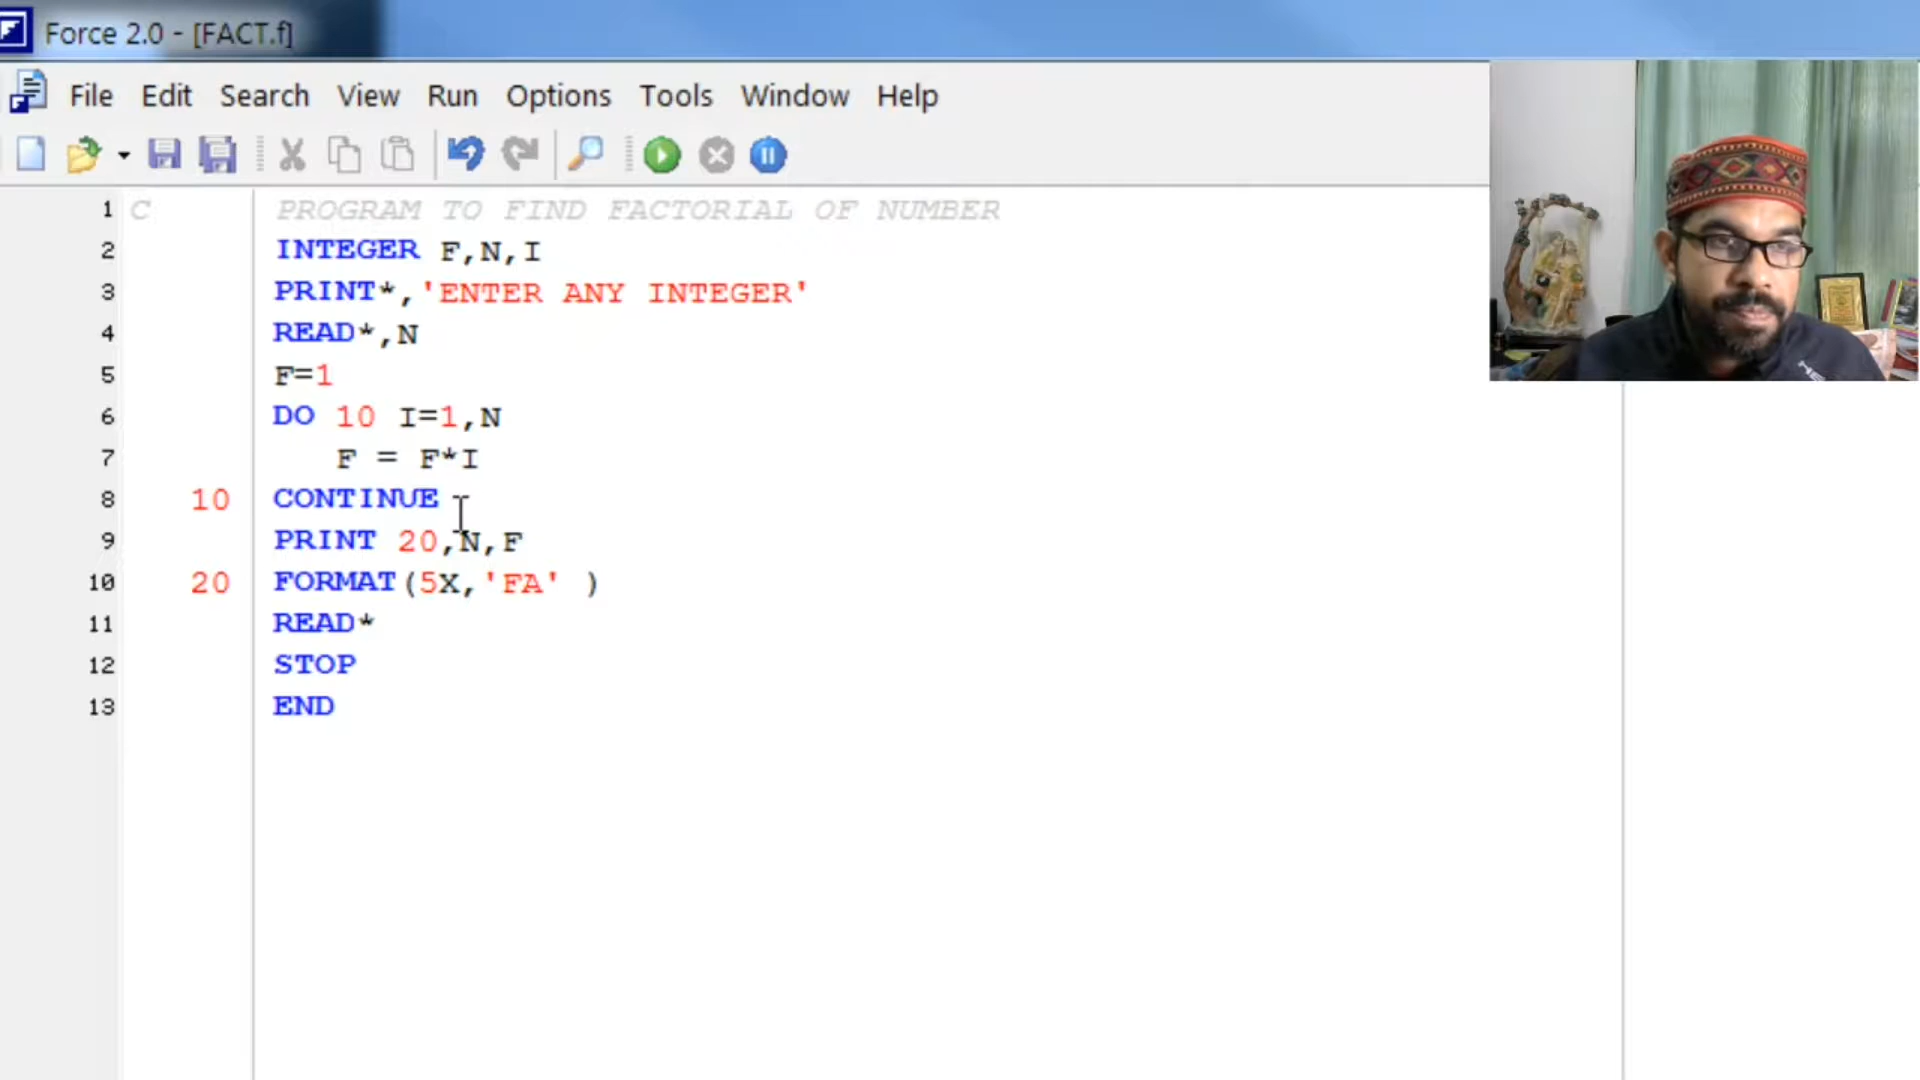 Force 2.0 - [FACT.f]
File Edit Search View Run Options Tools Window Help
1 C PROGRAM TO FIND FACTORIAL OF NUMBER
2 INTEGER F,N,I
3 PRINT*,'ENTER ANY INTEGER'
4 READ*,N
5 F=1
6 DO 10 I=1,N
7 F = F*I
8 10 CONTINUE
9 PRINT 20,N,F
10 20 FORMAT(5X,'FA' )
11 READ*
12 STOP
13 END